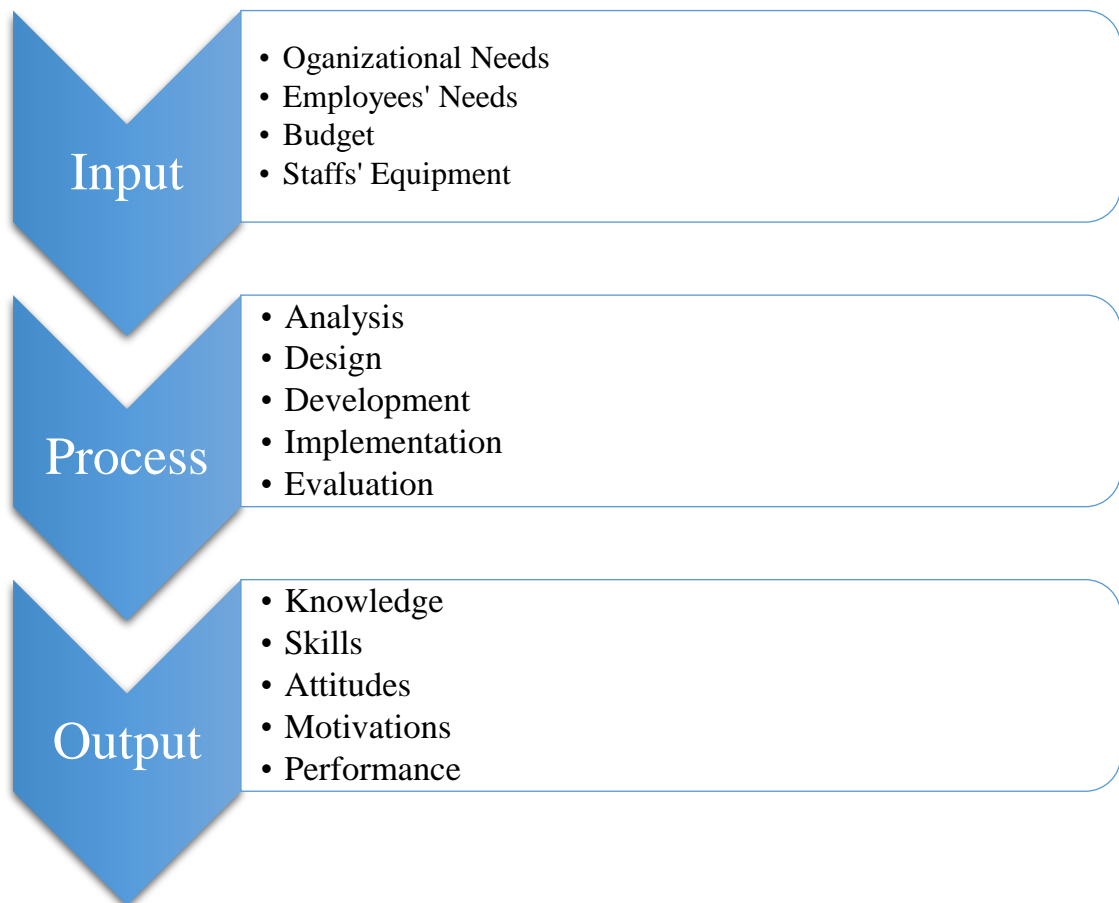 Input
• Oganizational Needs
• Employees' Needs
• Budget
• Staffs' Equipment
Process
• Analysis
• Design
• Development
• Implementation
• Evaluation
Output
• Knowledge
• Skills
• Attitudes
• Motivations
• Performance